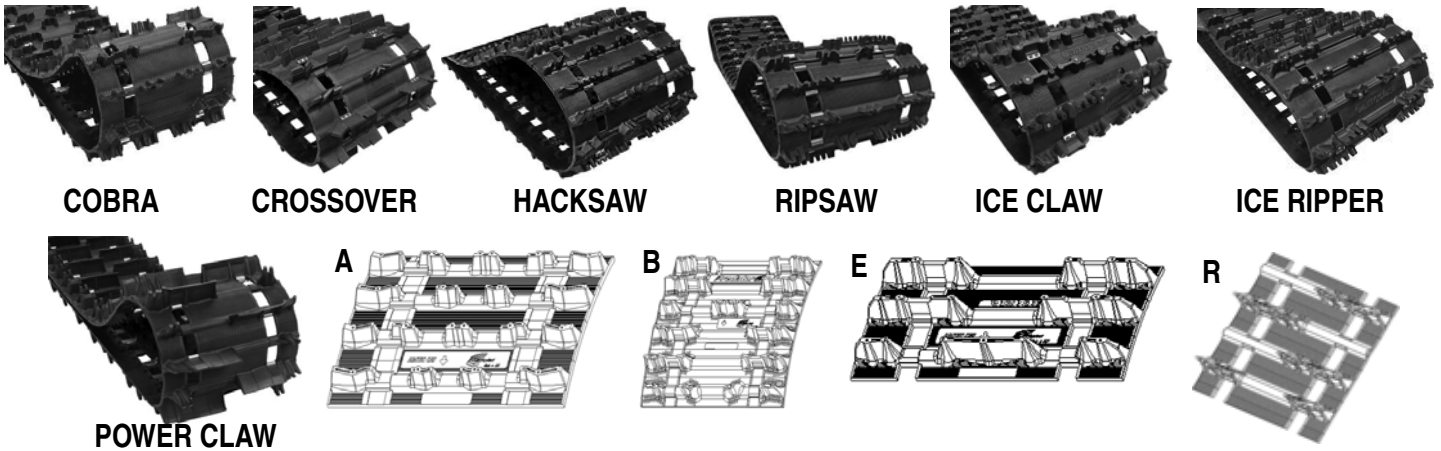 COBRA
CROSSOVER
HACKSAW
RIPSAW
ICE CLAW
ICE RIPPER
POWER CLAW
A
B
E
R